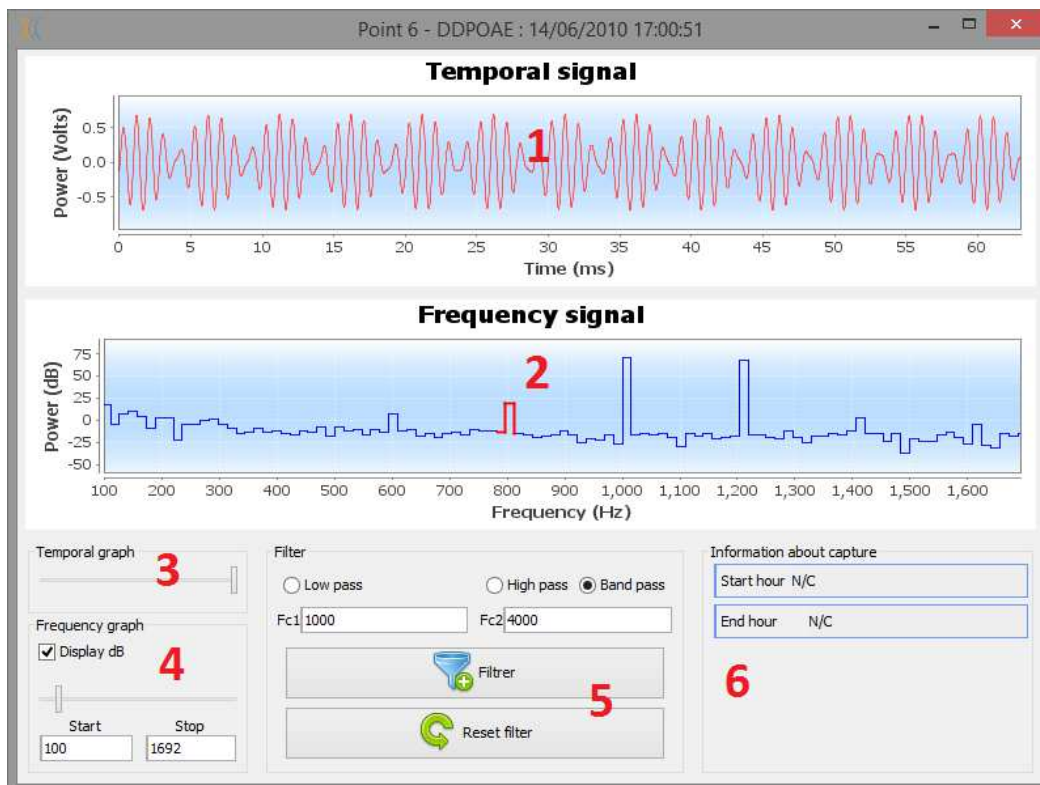 Point 6 - DDPOAE : 14/06/2010 17:00:51
Temporal signal
Power (Volts)
0.5
0.0
-0.5
1
0 5 10 15 20 25 30 35 40 45 50 55 60
Time (ms)
Frequency signal
Power (dB)
75
50
25
0
-25
-50
2
100 200 300 400 500 600 700 800 900 1,000 1,100 1,200 1,300 1,400 1,500 1,600
Frequency (Hz)
Temporal graph
3
Frequency graph
Display dB
4
Start Stop
100 1692
Filter
Low pass High pass Band pass
Fc1 1000 Fc2 4000
Filtrer
5
Reset filter
Information about capture
Start hour N/C
End hour N/C
6